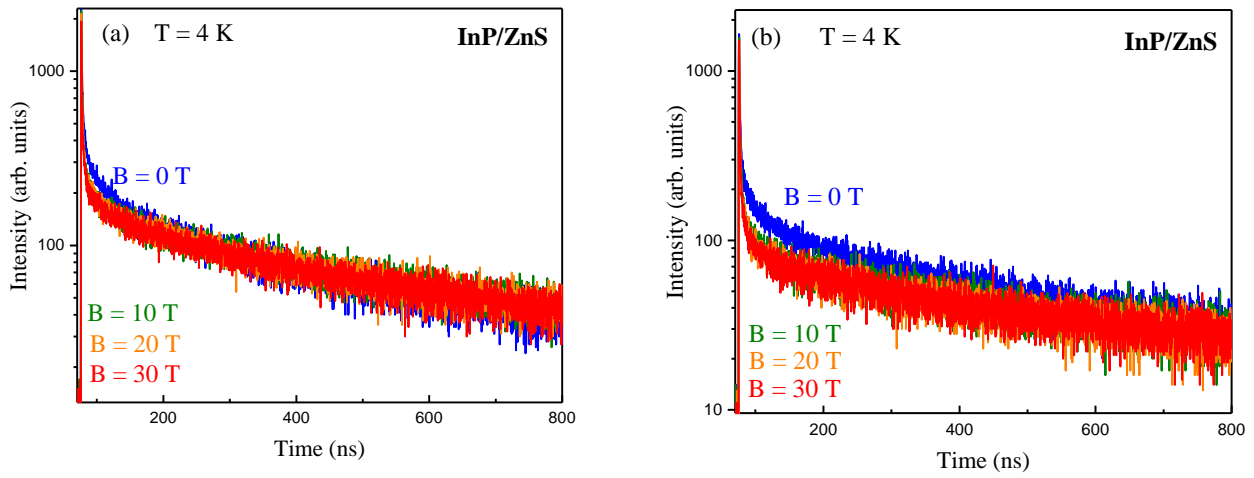 (a) T = 4 K InP/ZnS
1000
B = 0 T
100
B = 10 T
B = 20 T
B = 30 T
200 400 600 800
Time (ns)
Intensity (arb. units)
(b) T = 4 K InP/ZnS
1000
B = 0 T
100
B = 10 T
B = 20 T
B = 30 T
10
200 400 600 800
Time (ns)
Intensity (arb. units)